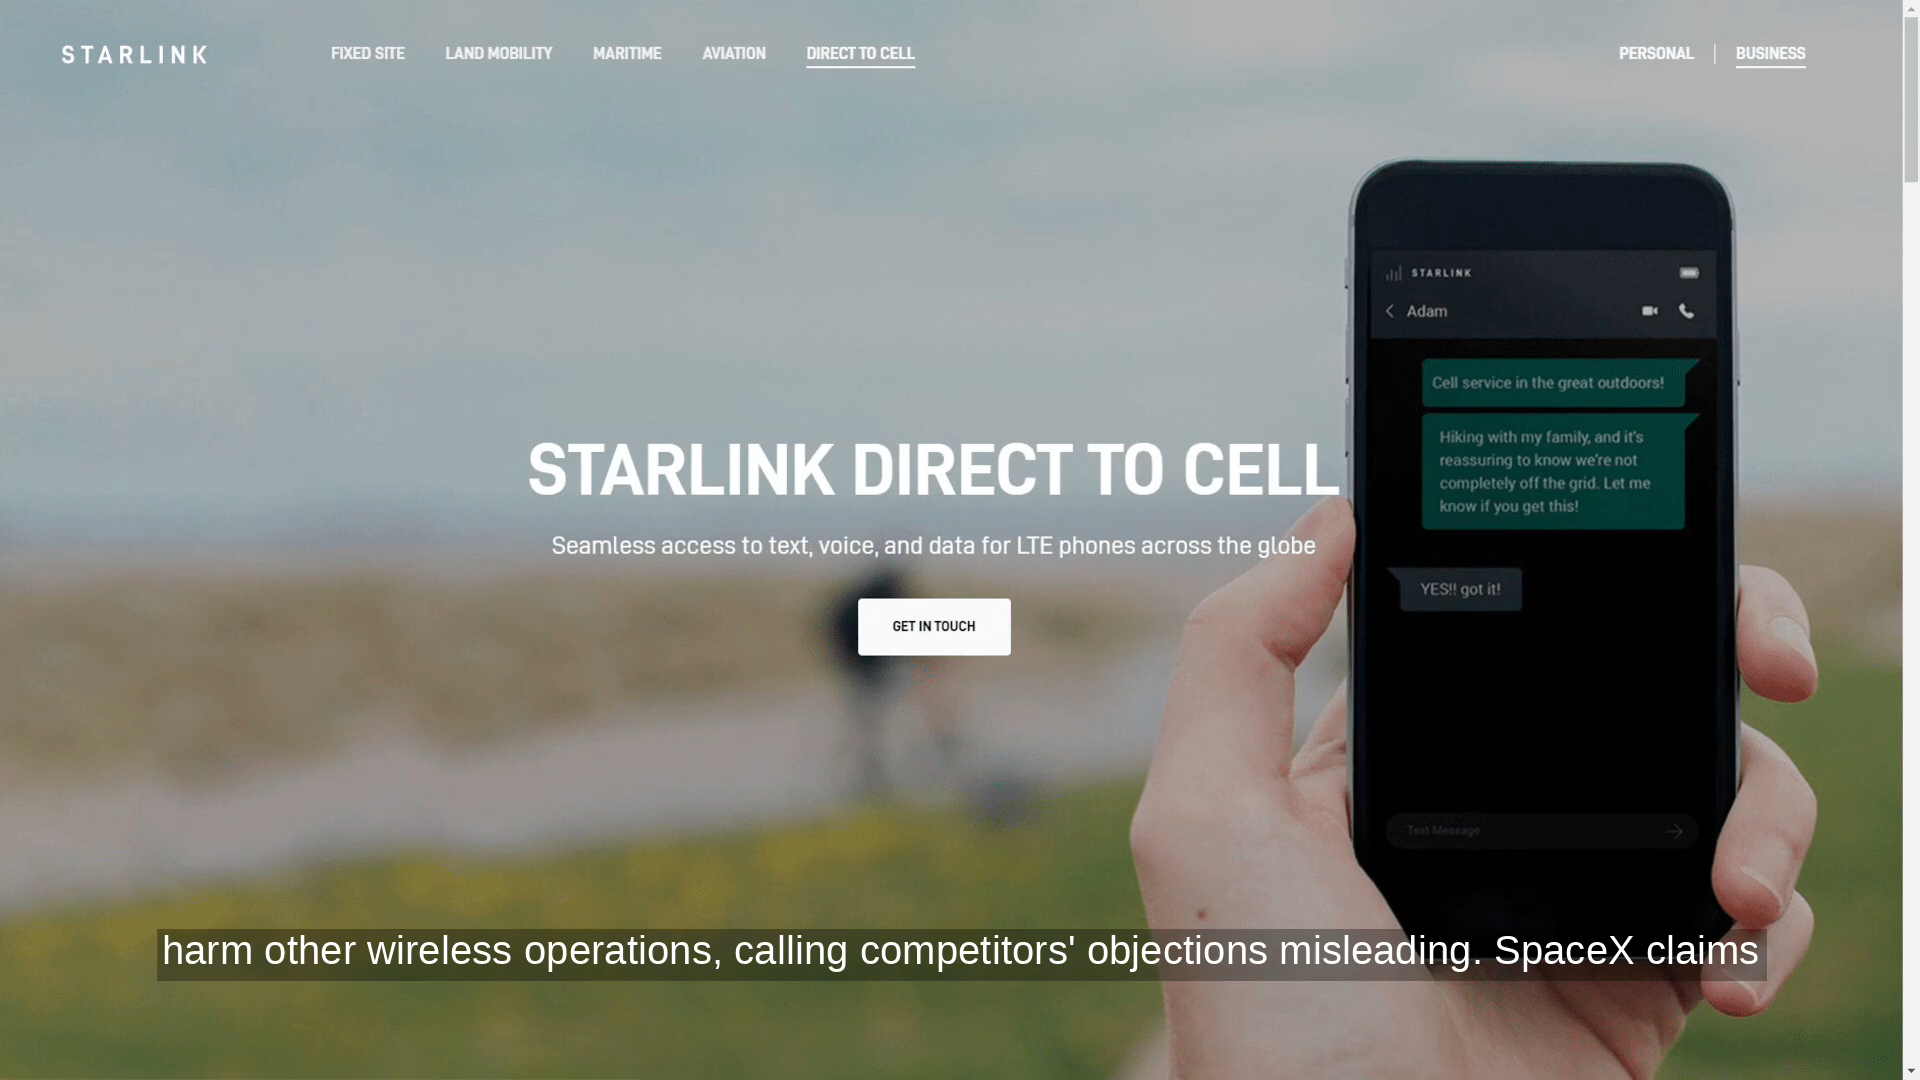 STARLINK
FIXED SITE
LAND MOBILITY
MARITIME
AVIATION
DIRECT TO CELL
PERSONAL
BUSINESS
STARLINK
Adam
Cell service in the great outdoors!
Hiking with my family, and it's
reassuring to know we're not
completely off the grid. Let me
know if you get this!
YES!! got it!
Text Message
STARLINK DIRECT TO CELL
Seamless access to text, voice, and data for LTE phones across the globe
GET IN TOUCH
harm other wireless operations, calling competitors' objections misleading. SpaceX claims